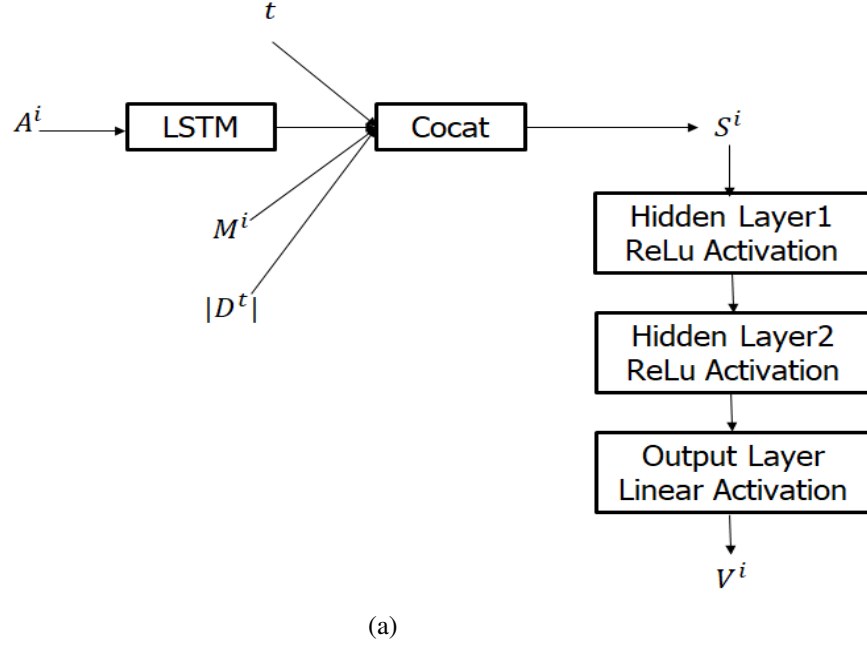 t
A^i
LSTM
Cocat
S^i
M^i
|D^t|
Hidden Layer1
ReLu Activation
Hidden Layer2
ReLu Activation
Output Layer
Linear Activation
V^i
(a)